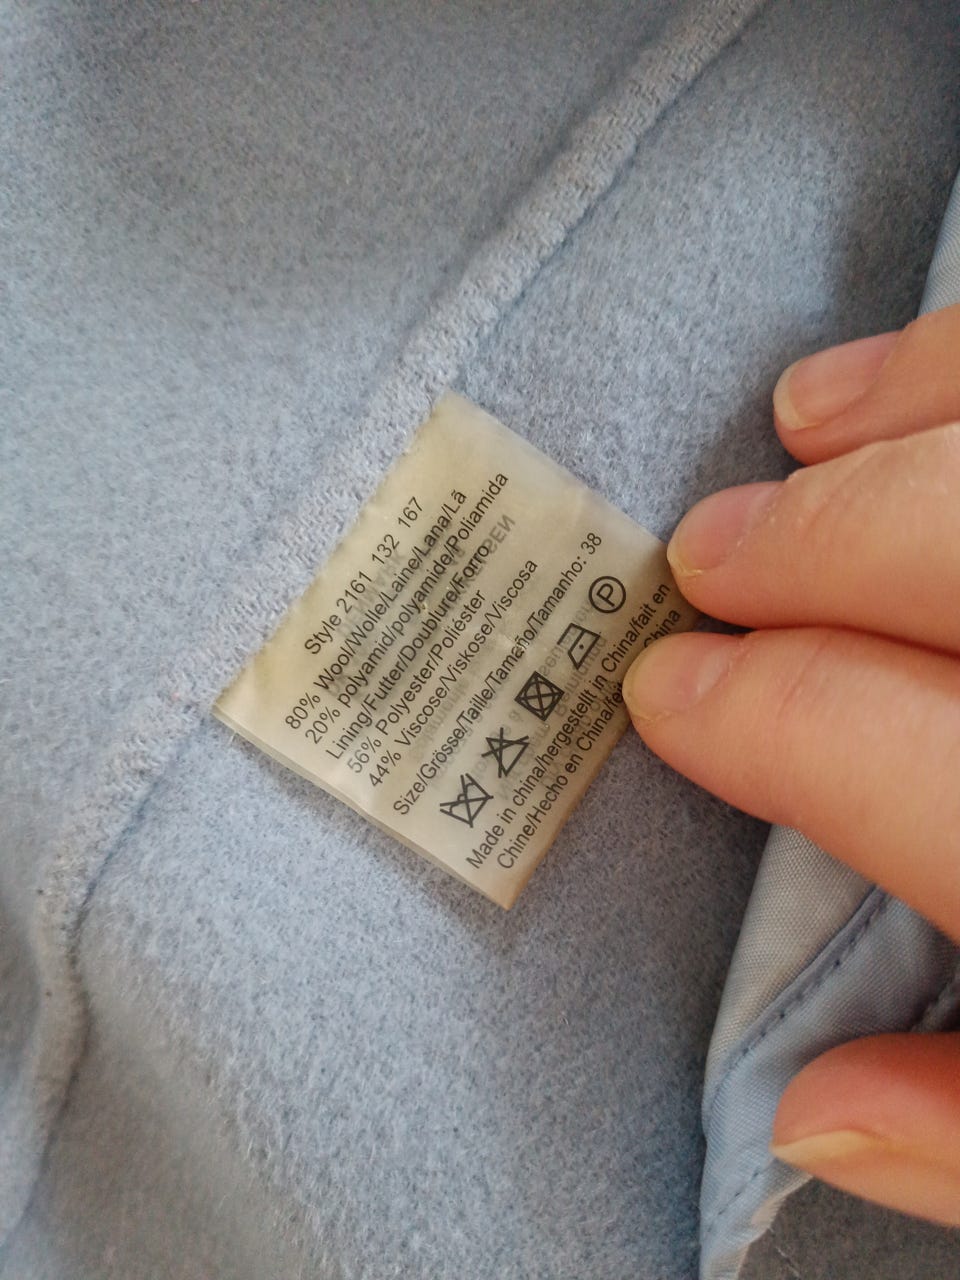 Style 2161 132 167
80% Wool/Wolle/Laine/Lana/Lã
20% polyamid/polyamide/Poliamida
Lining/Futter/Doublure/Forro
56% Polyester/Poliéster
44% Viscose/Viskose/Viscosa
Size/Grösse/Taille/Tamaño/Tamanho: 38
P
Made in china/hergestellt in China/fait en
Chine/Hecho en China/feito China